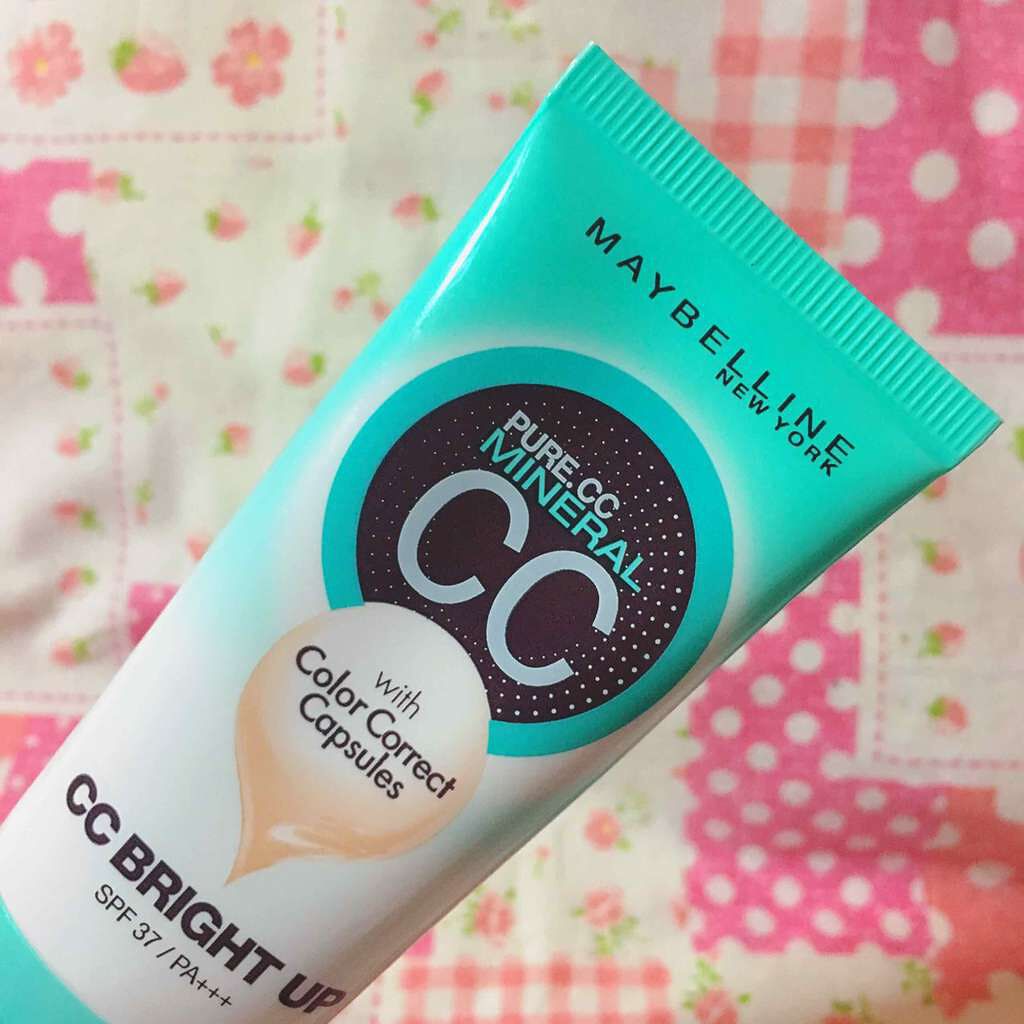 MAYBELLINE
NEW YORK
PURE.CC
MINERAL
CC
with
Color Correct
Capsules
CC BRIGHT UP
SPF 37 / PA+++